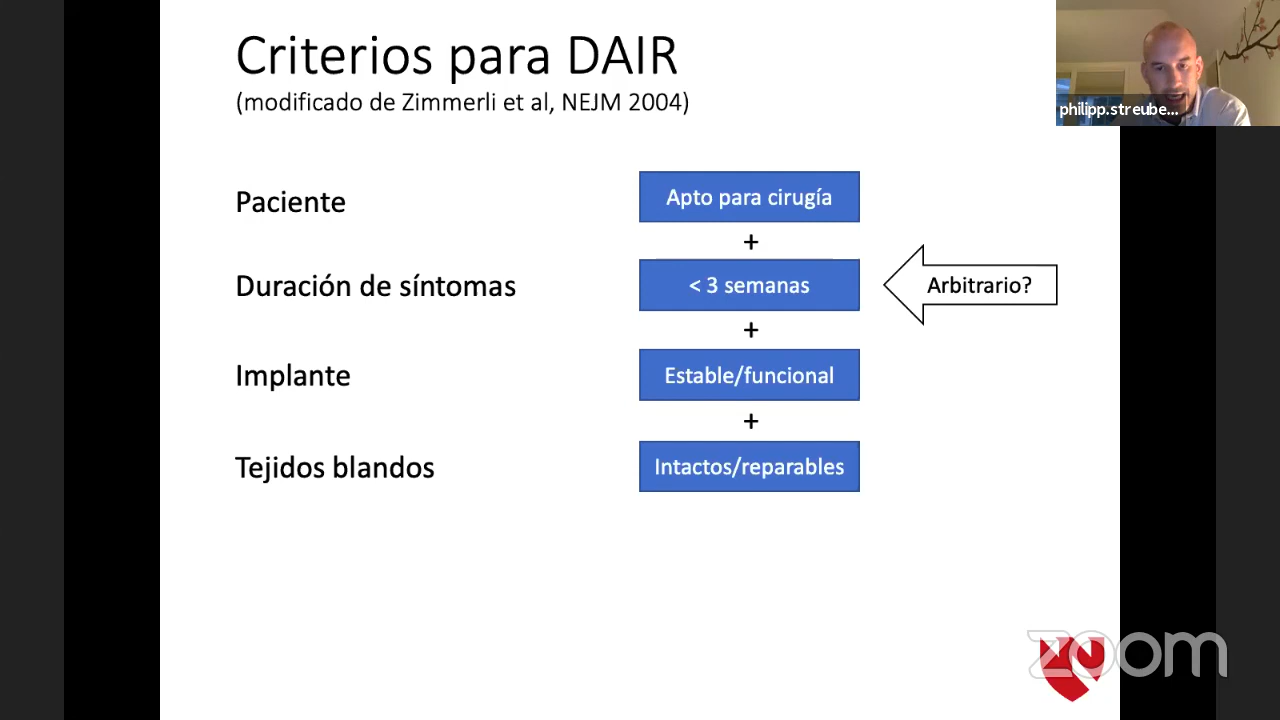 Criterios para DAIR
(modificado de Zimmerli et al, NEJM 2004)
philipp.streube...
Paciente
Apto para cirugía
+
Duración de síntomas
< 3 semanas
Arbitrario?
+
Implante
Estable/funcional
+
Tejidos blandos
Intactos/reparables
zoom